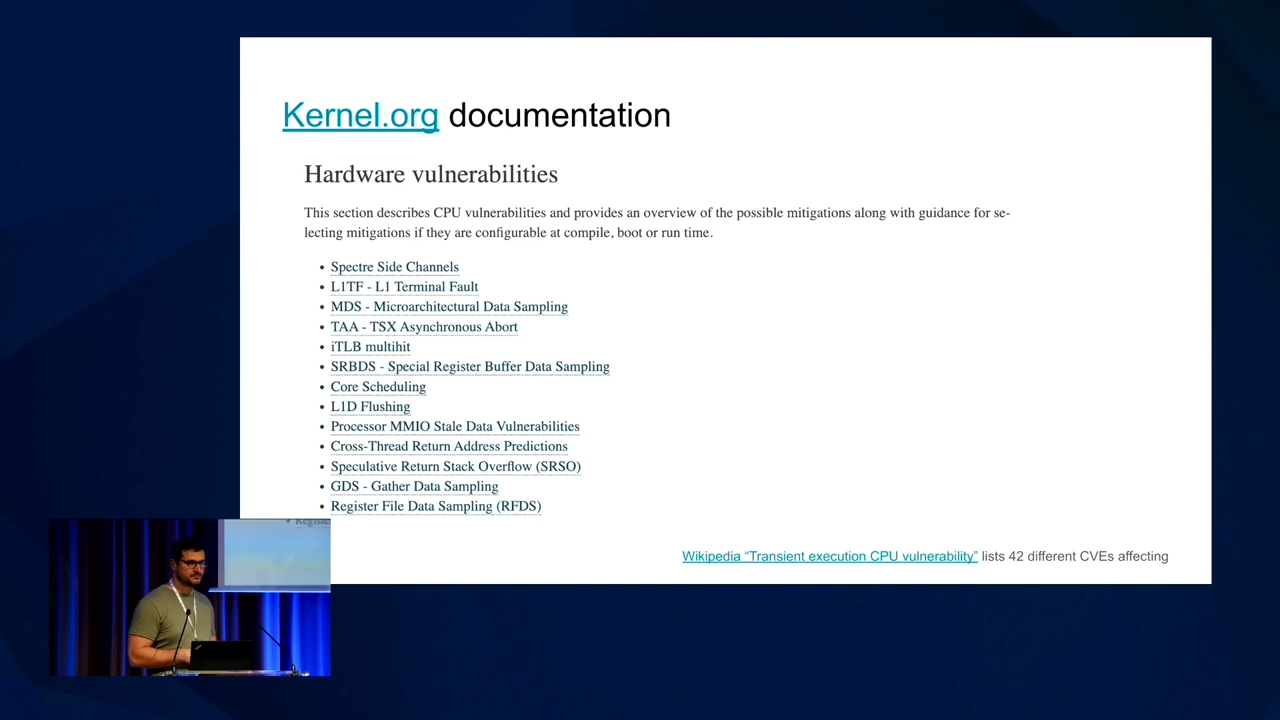 Kernel.org documentation
Hardware vulnerabilities
This section describes CPU vulnerabilities and provides an overview of the possible mitigations along with guidance for se-
lecting mitigations if they are configurable at compile, boot or run time.
• Spectre Side Channels
• L1TF - L1 Terminal Fault
• MDS - Microarchitectural Data Sampling
• TAA - TSX Asynchronous Abort
• iTLB multihit
• SRBDS - Special Register Buffer Data Sampling
• Core Scheduling
• L1D Flushing
• Processor MMIO Stale Data Vulnerabilities
• Cross-Thread Return Address Predictions
• Speculative Return Stack Overflow (SRSO)
• GDS - Gather Data Sampling
• Register File Data Sampling (RFDS)
Wikipedia “Transient execution CPU vulnerability” lists 42 different CVEs affecting